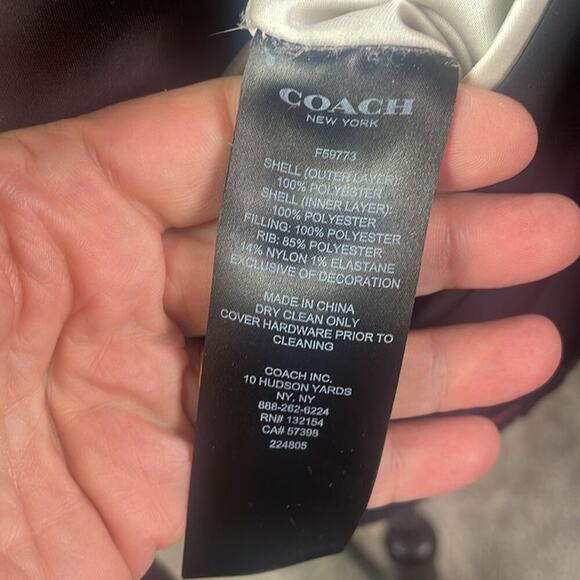 COACH
NEW YORK
F59773
SHELL (OUTER LAYER):
100% POLYESTER
SHELL (INNER LAYER):
100% POLYESTER
FILLING: 100% POLYESTER
RIB: 85% POLYESTER
14% NYLON 1% ELASTANE
EXCLUSIVE OF DECORATION
MADE IN CHINA
DRY CLEAN ONLY
COVER HARDWARE PRIOR TO
CLEANING
COACH INC.
10 HUDSON YARDS
NY, NY
888-262-6224
RN# 132154
CA# 57398
224805